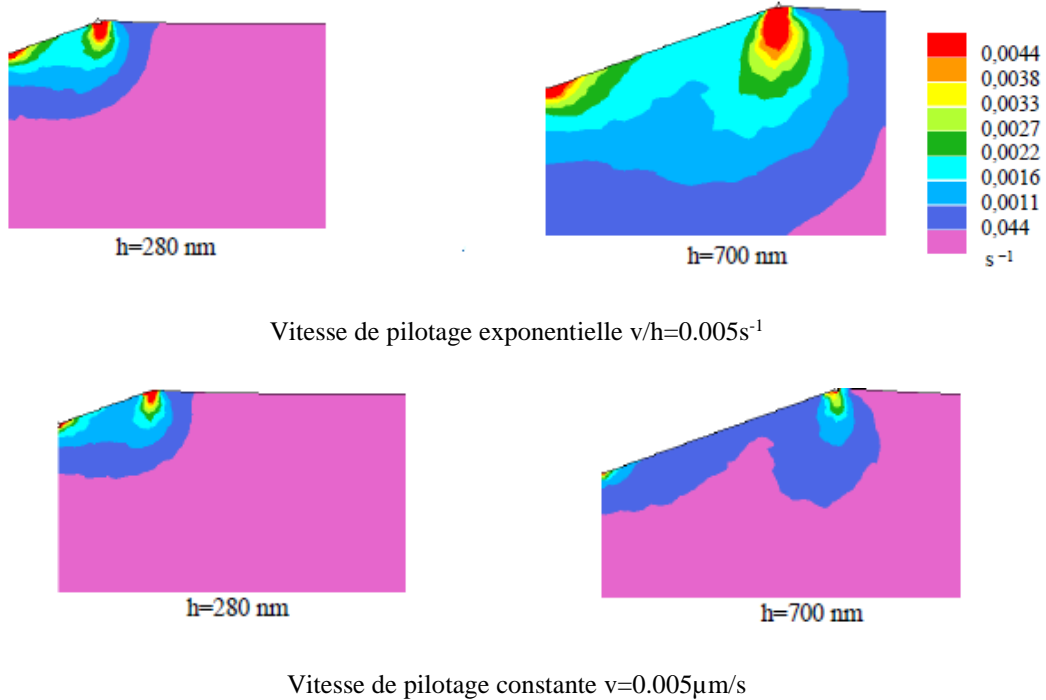 0,0044
0,0038
0,0033
0,0027
0,0022
0,0016
0,0011
0,044
s⁻¹
h=280 nm
h=700 nm
Vitesse de pilotage exponentielle v/h=0.005s⁻¹
h=280 nm
h=700 nm
Vitesse de pilotage constante v=0.005µm/s